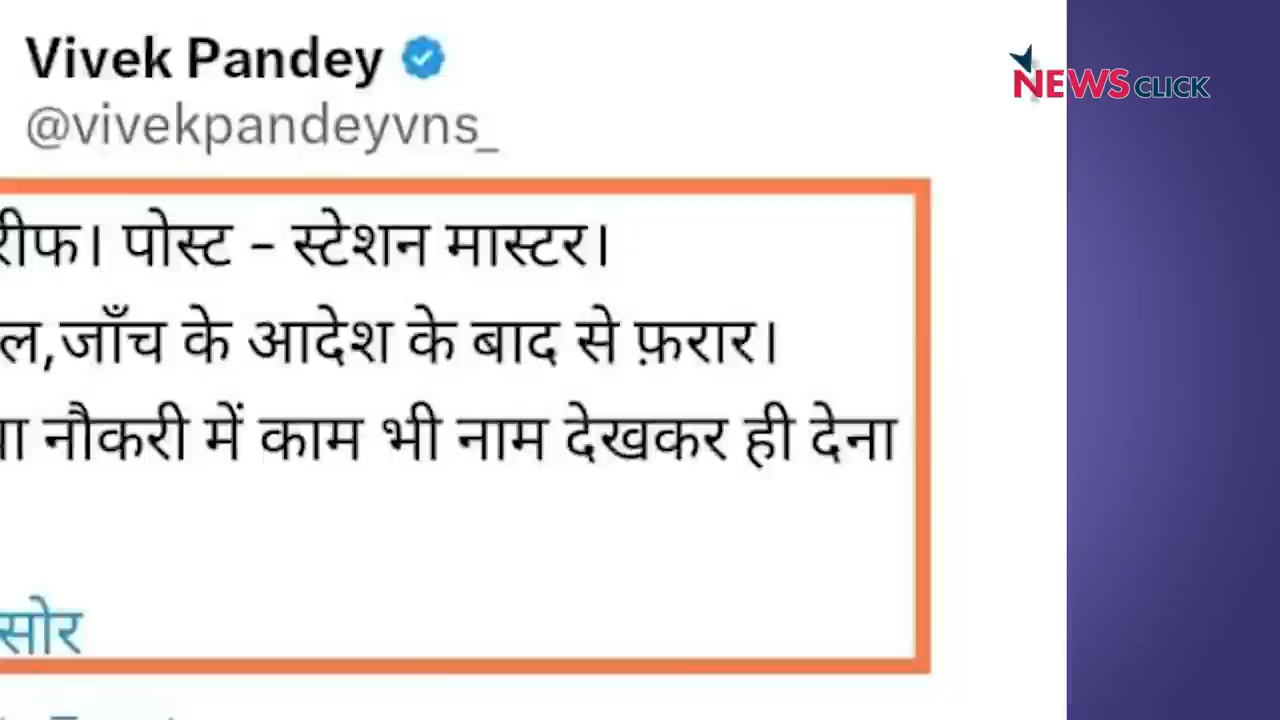 Vivek Pandey
NEWSCLICK
@vivekpandeyvns_
पोस्ट - स्टेशन मास्टर।
जाँच के आदेश के बाद से फ़रार।
नौकरी में काम भी नाम देखकर ही देना